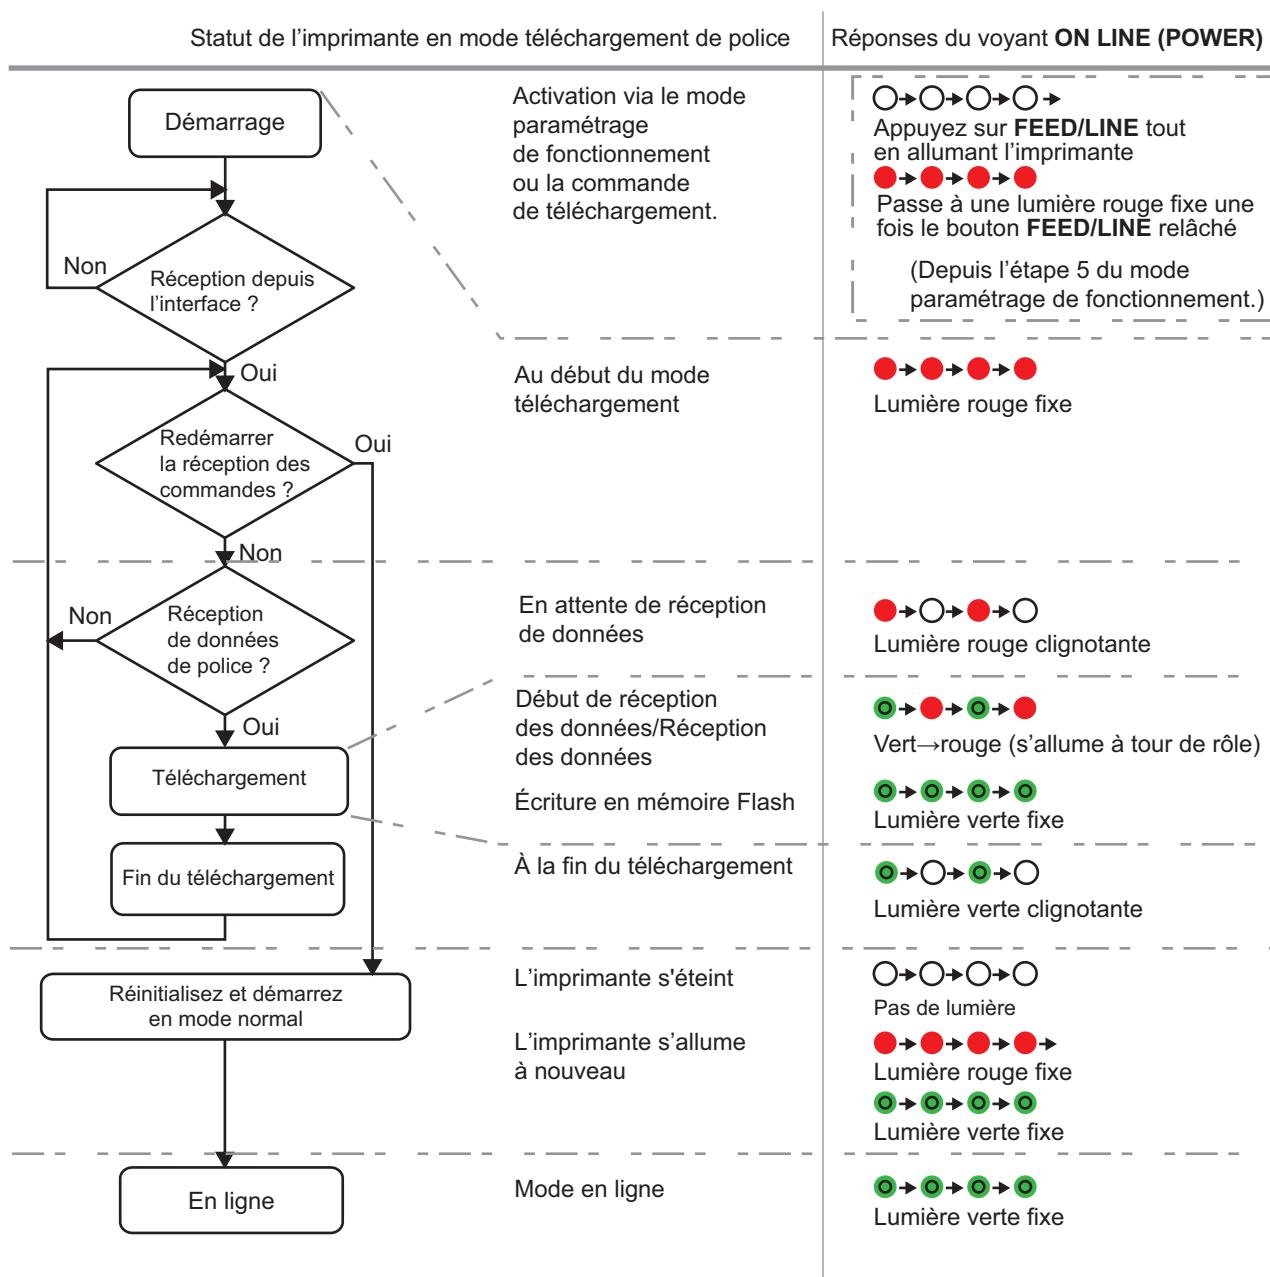 Statut de l’imprimante en mode téléchargement de police
Réponses du voyant ON LINE (POWER)
Démarrage
Activation via le mode
paramétrage
de fonctionnement
ou la commande
de téléchargement.
Appuyez sur FEED/LINE tout
en allumant l’imprimante
Passe à une lumière rouge fixe une
fois le bouton FEED/LINE relâché
(Depuis l’étape 5 du mode
paramétrage de fonctionnement.)
Non
Réception depuis
l’interface ?
Oui
Au début du mode
téléchargement
Lumière rouge fixe
Redémarrer
la réception des
commandes ?
Oui
Non
Non
Réception
de données
de police ?
En attente de réception
de données
Lumière rouge clignotante
Oui
Début de réception
des données/Réception
des données
Vert→rouge (s’allume à tour de rôle)
Téléchargement
Écriture en mémoire Flash
Lumière verte fixe
Fin du téléchargement
À la fin du téléchargement
Lumière verte clignotante
Réinitialisez et démarrez
en mode normal
L’imprimante s'éteint
Pas de lumière
L’imprimante s’allume
à nouveau
Lumière rouge fixe
Lumière verte fixe
En ligne
Mode en ligne
Lumière verte fixe